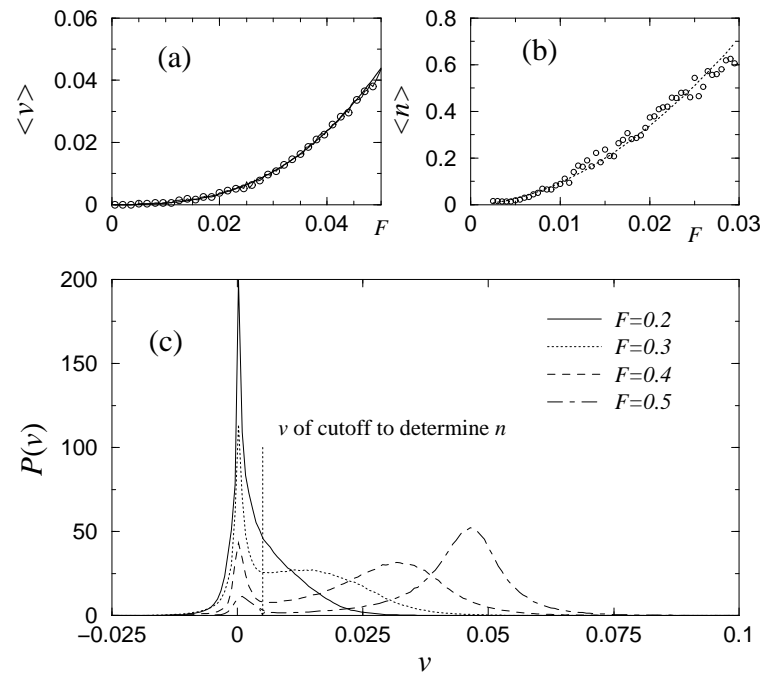 0.06
0.04
0.02
0
<v>
(a)
0
0.02
0.04
F
0.8
0.6
0.4
0.2
0
<n>
(b)
0
0.01
0.02
0.03
F
200
150
100
50
0
P(v)
(c)
F=0.2
F=0.3
F=0.4
F=0.5
v of cutoff to determine n
−0.025
0
0.025
0.05
0.075
0.1
v